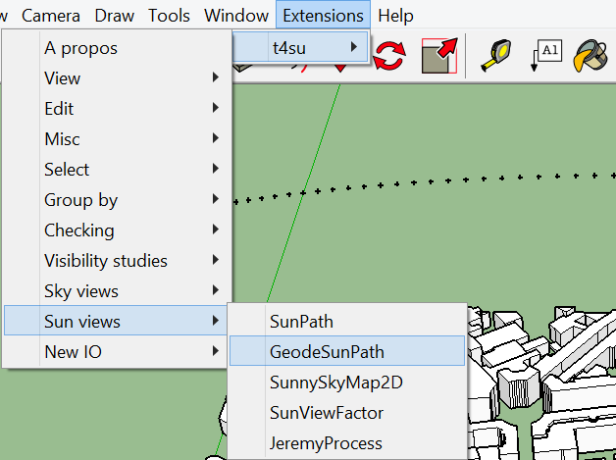 Camera Draw Tools Window Extensions Help
t4su
A1
A propos
View
Edit
Misc
Select
Group by
Checking
Visibility studies
Sky views
Sun views
New IO
SunPath
GeodeSunPath
SunnySkyMap2D
SunViewFactor
JeremyProcess